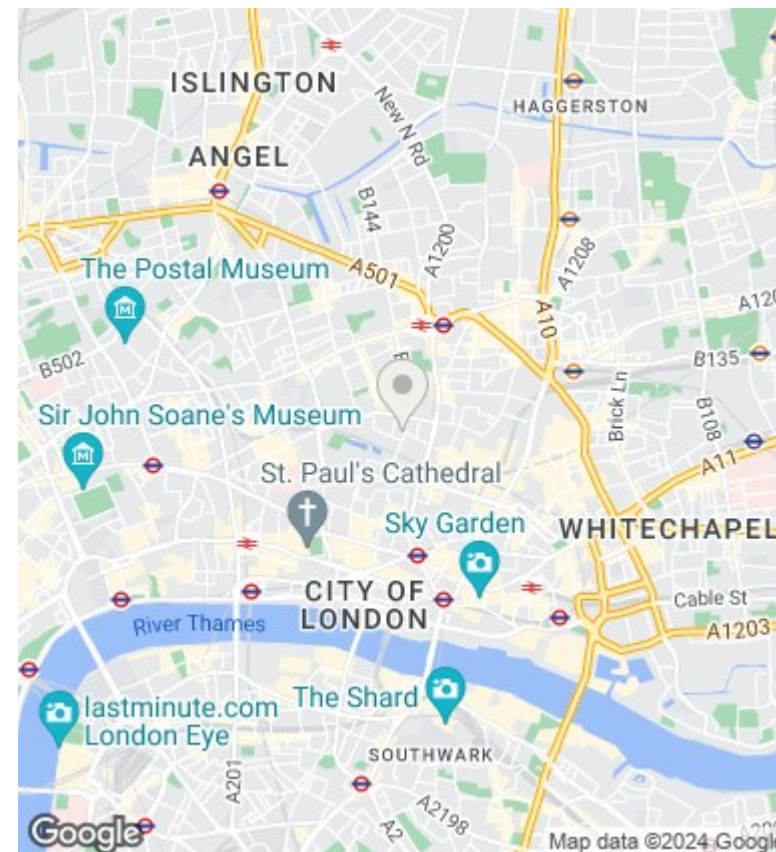 ISLINGTON
New N Rd
HAGGERSTON
ANGEL
B144
A1200
A1208
The Postal Museum
A501
A10
B502
B135
Sir John Soane's Museum
Brick Ln
B108
A11
St. Paul's Cathedral
Sky Garden
WHITECHAPEL
CITY OF
LONDON
Cable St
River Thames
A1203
The Shard
lastminute.com
London Eye
SOUTHWARK
A201
A2198
A2
Google
Map data ©2024 Google